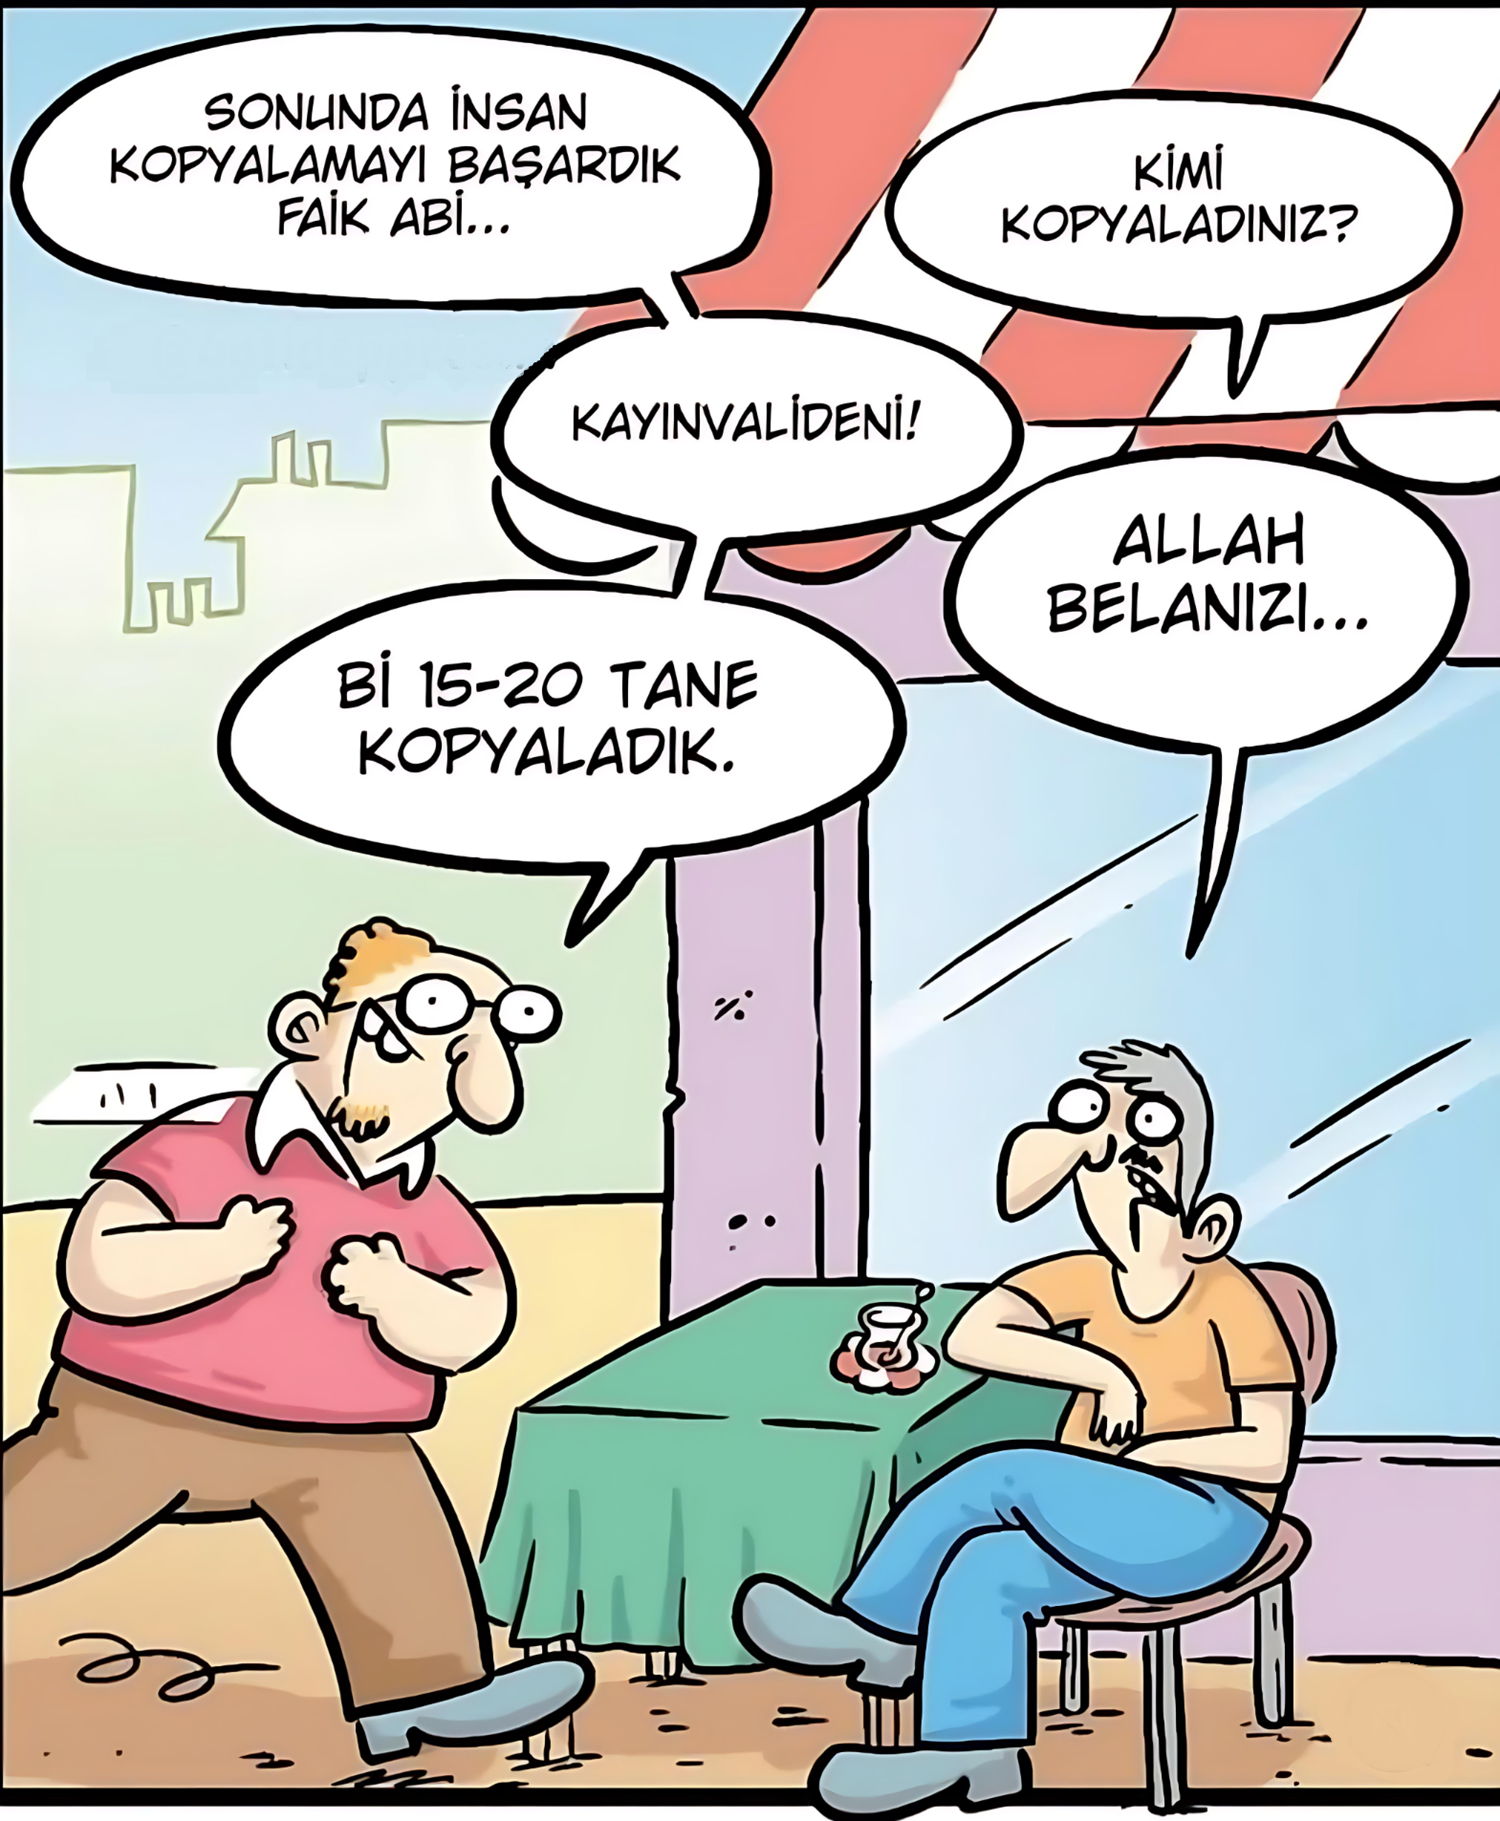 SONUNDA İNSAN
KOPYALAMAYI BAŞARDIK
FAİK ABİ...
KİMİ
KOPYALADINIZ?
KAYINVALİDENİ!
Bİ 15-20 TANE
KOPYALADIK.
ALLAH
BELANIZI...